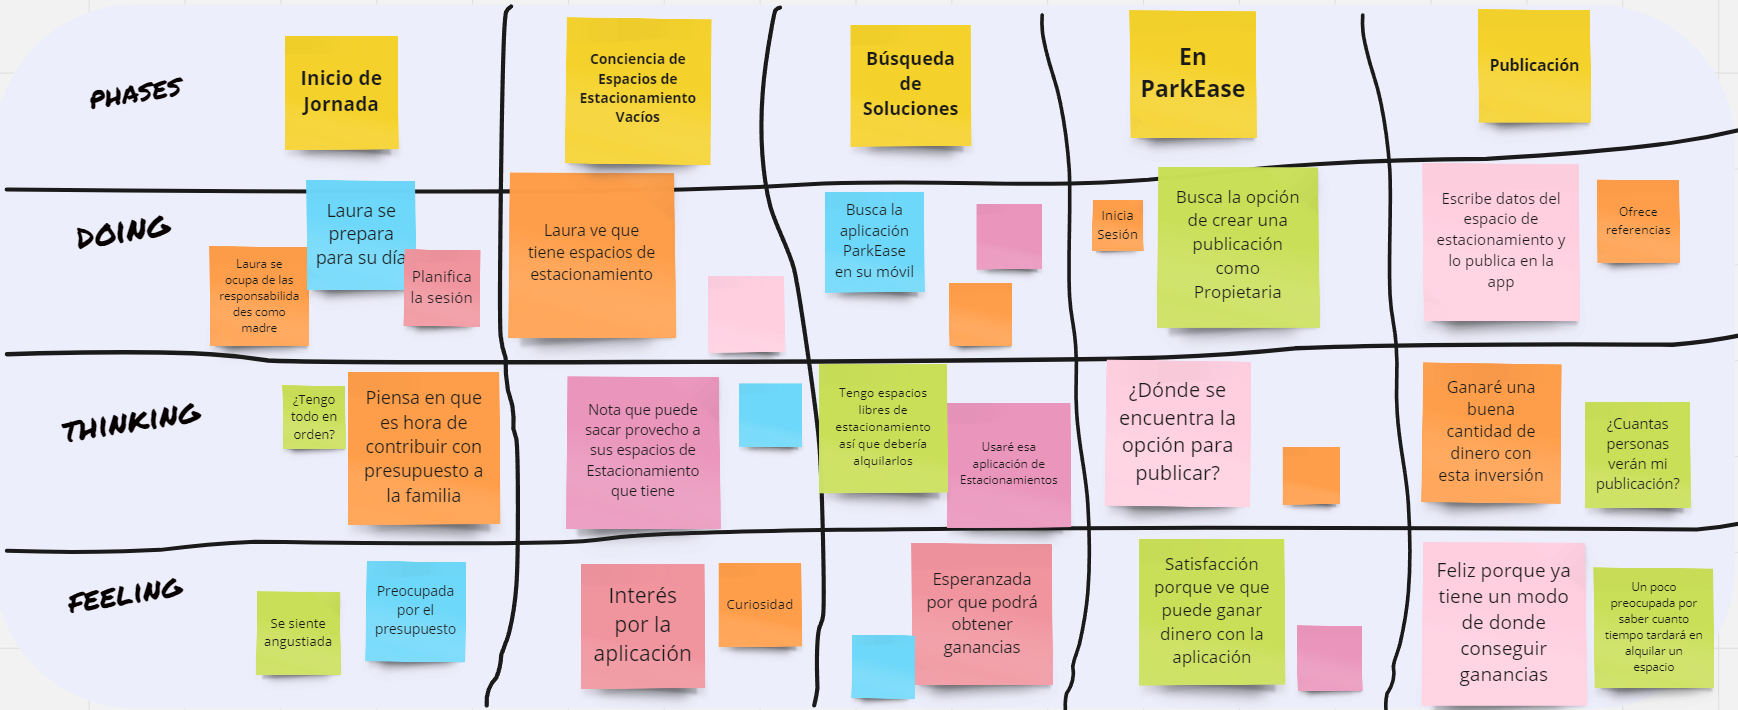 PHASES
Inicio de
Jornada
Conciencia de
Espacios de
Estacionamiento
Vacíos
Búsqueda
de
Soluciones
En
ParkEase
Publicación
DOING
Laura se
prepara
para su día
Laura se
ocupa de las
responsabilida
des como
madre
Planifica
la sesión
Laura ve que
tiene espacios de
estacionamiento
Busca la
aplicación
ParkEase
en su móvil
Inicia
Sesión
Busca la opción
de crear una
publicación
como
Propietaria
Escribe datos del
espacio de
estacionamiento y
lo publica en la
app
Ofrece
referencias
THINKING
¿Tengo
todo en
orden?
Piensa en que
es hora de
contribuir con
presupuesto a
la familia
Nota que puede
sacar provecho a
sus espacios de
Estacionamiento
que tiene
Tengo espacios
libres de
estacionamiento
así que debería
alquilarlos
Usaré esa
aplicación de
Estacionamientos
¿Dónde se
encuentra la
opción para
publicar?
Ganaré una
buena
cantidad de
dinero con
esta inversión
¿Cuantas
personas
verán mi
publicación?
FEELING
Se siente
angustiada
Preocupada
por el
presupuesto
Interés
por la
aplicación
Curiosidad
Esperanzada
por que podrá
obtener
ganancias
Satisfacción
porque ve que
puede ganar
dinero con la
aplicación
Feliz porque ya
tiene un modo
de donde
conseguir
ganancias
Un poco
preocupada por
saber cuanto
tiempo tardará en
alquilar un
espacio